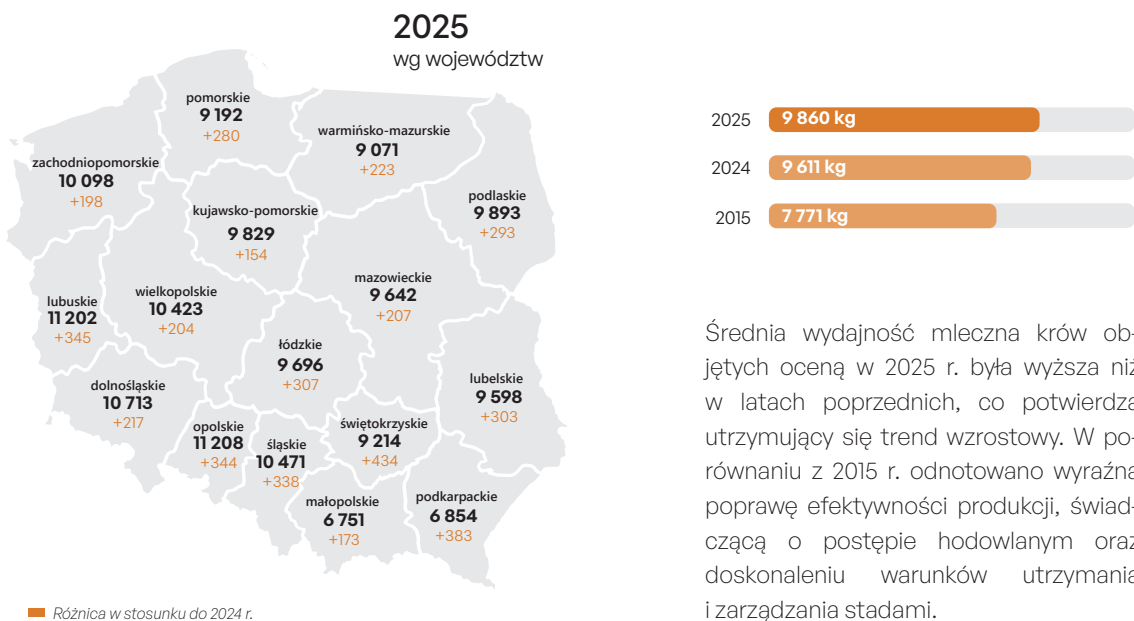 2025
wg województw
pomorskie
9 192
+280
warmińsko-mazurskie
9 071
+223
zachodniopomorskie
10 098
+198
podlaskie
9 893
+293
kujawsko-pomorskie
9 829
+154
mazowieckie
9 642
+207
wielkopolskie
10 423
+204
lubuskie
11 202
+345
łódzkie
9 696
+307
lubelskie
9 598
+303
dolnośląskie
10 713
+217
opolskie
11 208
+344
śląskie
10 471
+338
świętokrzyskie
9 214
+434
małopolskie
6 751
+173
podkarpackie
6 854
+383
Różnica w stosunku do 2024 r.
2025 9 860 kg
2024 9 611 kg
2015 7 771 kg
Średnia wydajność mleczna krów ob-
jętych oceną w 2025 r. była wyższa niż
w latach poprzednich, co potwierdza
utrzymujący się trend wzrostowy. W po-
równaniu z 2015 r. odnotowano wyraźną
poprawę efektywności produkcji, świad-
czącą o postępie hodowlanym oraz
doskonaleniu warunków utrzymania
i zarządzania stadami.